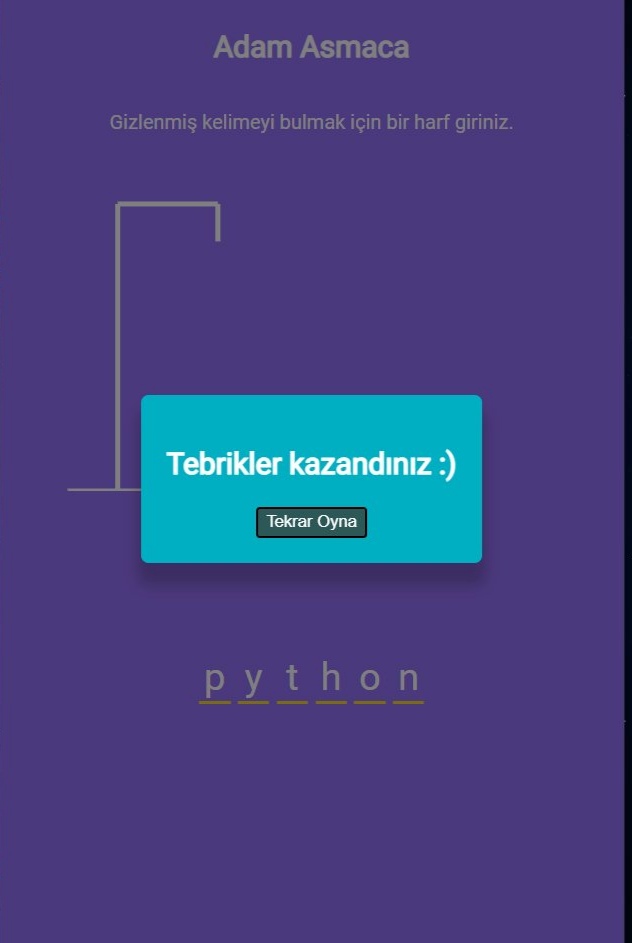 Adam Asmaca
Gizlenmiş kelimeyi bulmak için bir harf giriniz.
Tebrikler kazandınız :)
Tekrar Oyna
p y t h o n